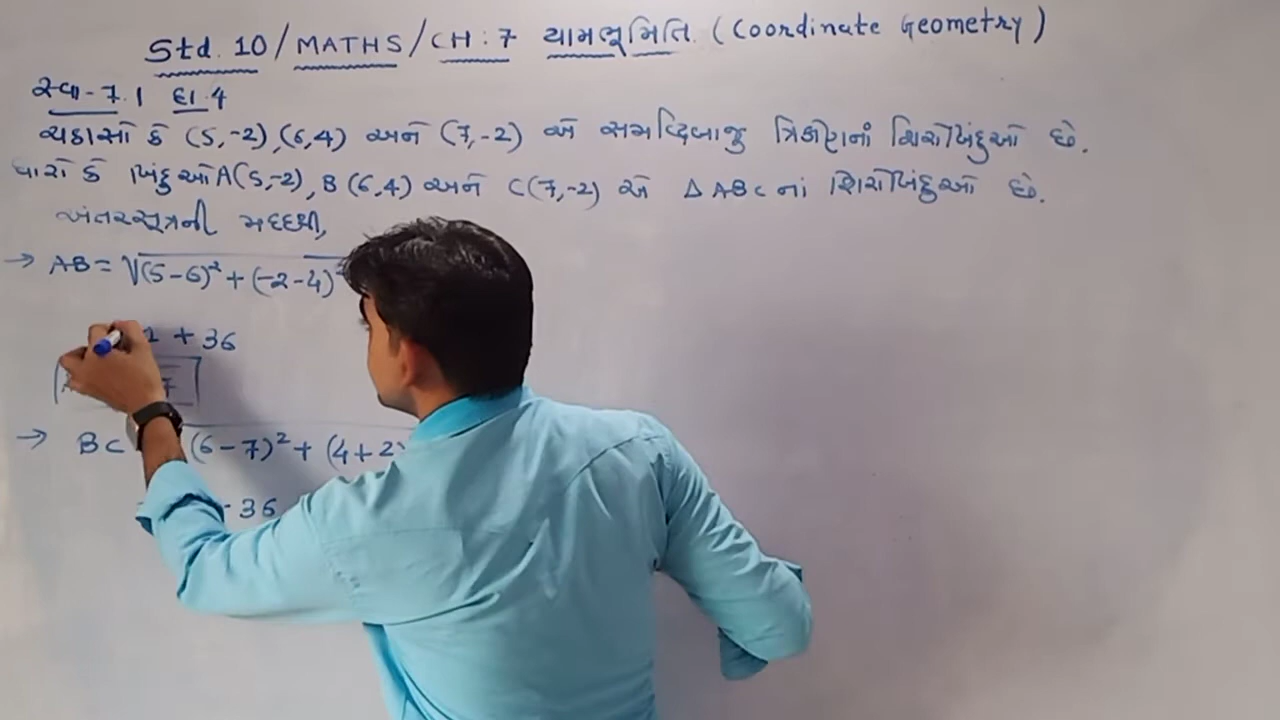 Std. 10 / MATHS / CH : 7 યામભૂમિતિ. ( Coordinate Geometry )
સ્વા-7.1 દા.4
ચકાસો કે (5,-2),(6,4) અને (7,-2) એ સમદ્વિબાજુ ત્રિકોણનાં શિરોબિંદુઓ છે.
ધારો કે બિંદુઓ A(5,-2), B(6,4) અને C(7,-2) એ Δ ABC નાં શિરોબિંદુઓ છે.
અંતરસૂત્રની મદદથી,
→ AB = √(5-6)² + (-2-4)²
1 + 36
7
→ BC (6-7)² + (4+2)
36